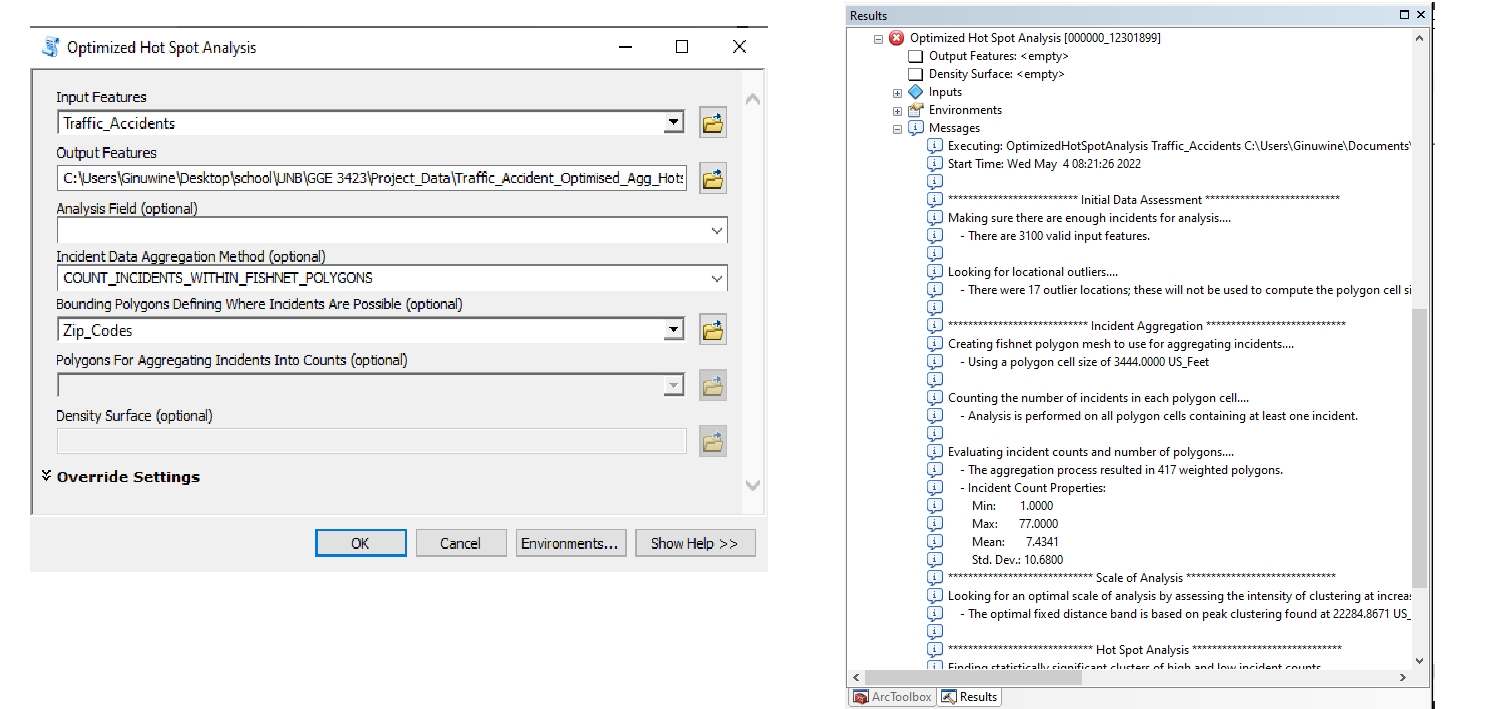 Optimized Hot Spot Analysis
Input Features
Traffic_Accidents
Output Features
C:\Users\Ginuwine\Desktop\school\UNB\GGE 3423\Project_Data\Traffic_Accident_Optimised_Agg_Hots
Analysis Field (optional)
Incident Data Aggregation Method (optional)
COUNT_INCIDENTS_WITHIN_FISHNET_POLYGONS
Bounding Polygons Defining Where Incidents Are Possible (optional)
Zip_Codes
Polygons For Aggregating Incidents Into Counts (optional)
Density Surface (optional)
Override Settings
OK Cancel Environments... Show Help >>
Results
Optimized Hot Spot Analysis [000000_12301899]
Output Features: <empty>
Density Surface: <empty>
Inputs
Environments
Messages
Executing: OptimizedHotSpotAnalysis Traffic_Accidents C:\Users\Ginuwine\Documents\
Start Time: Wed May  4 08:21:26 2022
************************** Initial Data Assessment ***************************
Making sure there are enough incidents for analysis....
- There are 3100 valid input features.
Looking for locational outliers....
- There were 17 outlier locations; these will not be used to compute the polygon cell si
**************************** Incident Aggregation ****************************
Creating fishnet polygon mesh to use for aggregating incidents....
- Using a polygon cell size of 3444.0000 US_Feet
Counting the number of incidents in each polygon cell....
- Analysis is performed on all polygon cells containing at least one incident.
Evaluating incident counts and number of polygons....
- The aggregation process resulted in 417 weighted polygons.
- Incident Count Properties:
Min: 1.0000
Max: 77.0000
Mean: 7.4341
Std. Dev.: 10.6800
***************************** Scale of Analysis ******************************
Looking for an optimal scale of analysis by assessing the intensity of clustering at increas
- The optimal fixed distance band is based on peak clustering found at 22284.8671 US_
***************************** Hot Spot Analysis ******************************
Finding statistically significant clusters of high and low incident counts
ArcToolbox Results